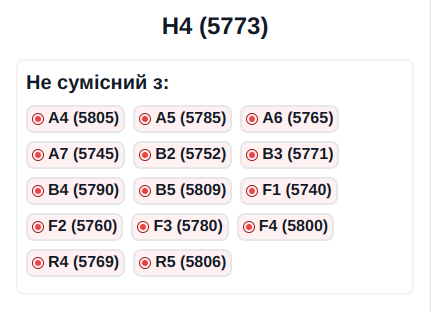 H4 (5773)
Не сумісний з:
A4 (5805) A5 (5785) A6 (5765)
A7 (5745) B2 (5752) B3 (5771)
B4 (5790) B5 (5809) F1 (5740)
F2 (5760) F3 (5780) F4 (5800)
R4 (5769) R5 (5806)